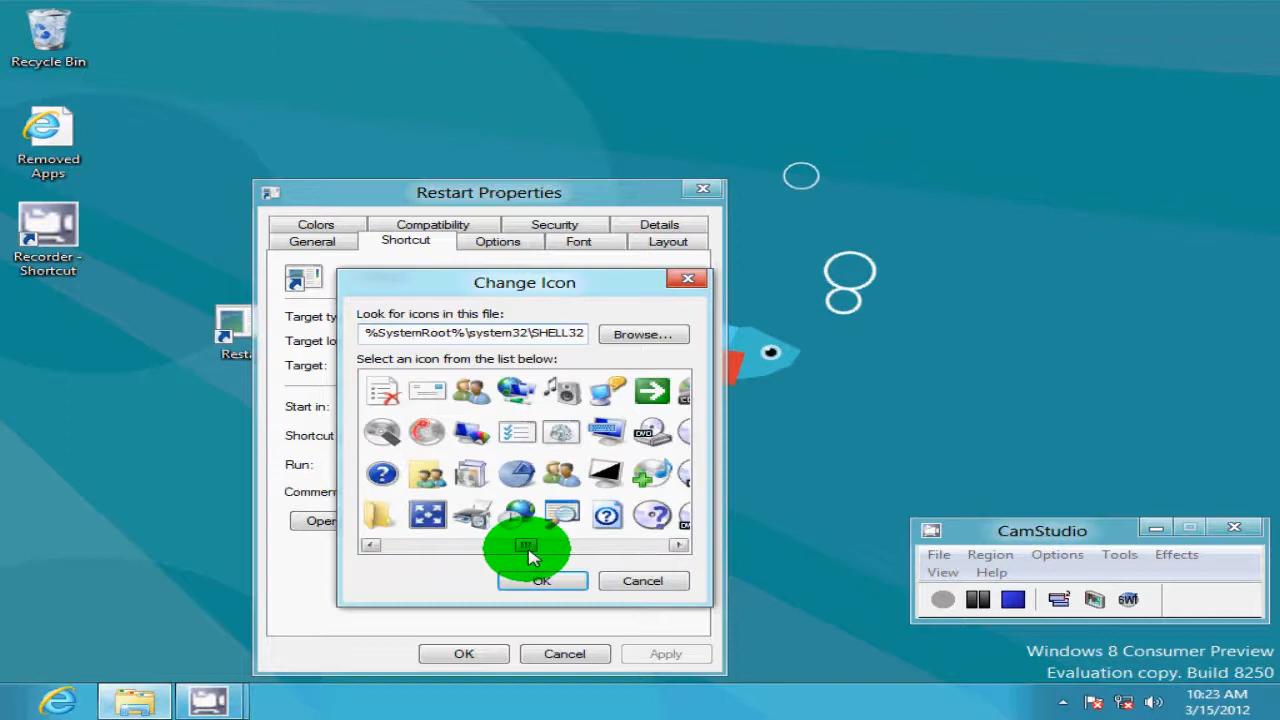 Recycle Bin
Removed
Apps
Recorder -
Shortcut
Resta
Restart Properties
Colors
Compatibility
Security
Details
General
Shortcut
Options
Font
Layout
Target ty
Target lo
Target:
Start in:
Shortcut
Run:
Commen
Open
OK
Cancel
Apply
Change Icon
Look for icons in this file:
%SystemRoot%\system32\SHELL32
Browse...
Select an icon from the list below:
DVD
OK
Cancel
CamStudio
File
Region
Options
Tools
Effects
View
Help
SWF
Windows 8 Consumer Preview
Evaluation copy. Build 8250
10:23 AM
3/15/2012